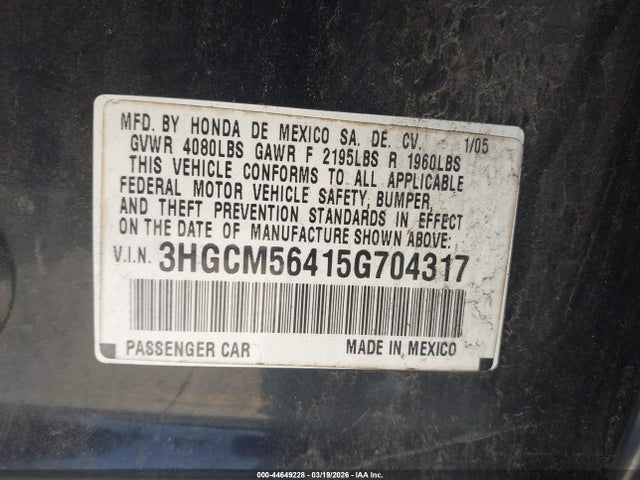 MFD. BY HONDA DE MEXICO SA. DE. CV. 1/05
GVWR 4080LBS GAWR F 2195LBS R 1960LBS
THIS VEHICLE CONFORMS TO ALL APPLICABLE
FEDERAL MOTOR VEHICLE SAFETY, BUMPER,
AND THEFT PREVENTION STANDARDS IN EFFECT
ON THE DATE OF MANUFACTURE SHOWN ABOVE:
V.I.N. 3HGCM56415G704317
PASSENGER CAR MADE IN MEXICO
000-44649228 - 03/19/2026 - IAA Inc.